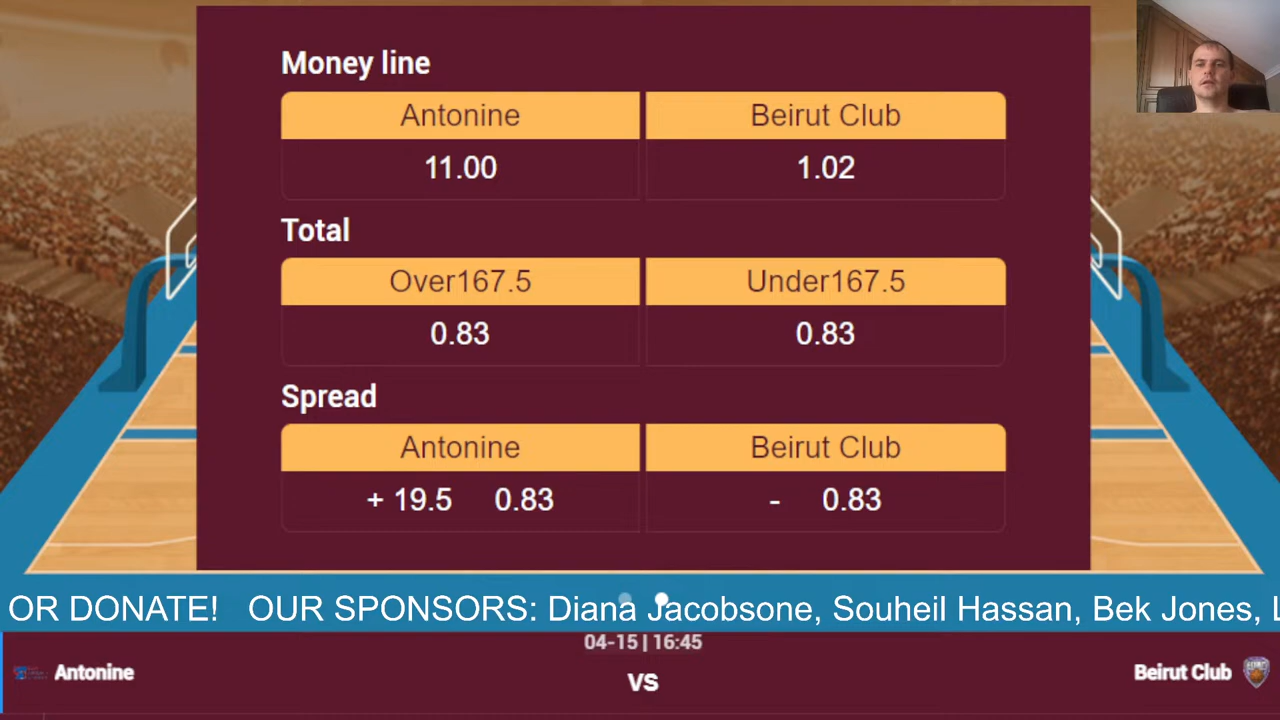 Money line
Antonine Beirut Club
11.00 1.02
Total
Over167.5 Under167.5
0.83 0.83
Spread
Antonine Beirut Club
+ 19.5 0.83 - 0.83
OR DONATE! OUR SPONSORS: Diana Jacobsone, Souheil Hassan, Bek Jones, L
04-15 | 16:45
Antonine VS Beirut Club